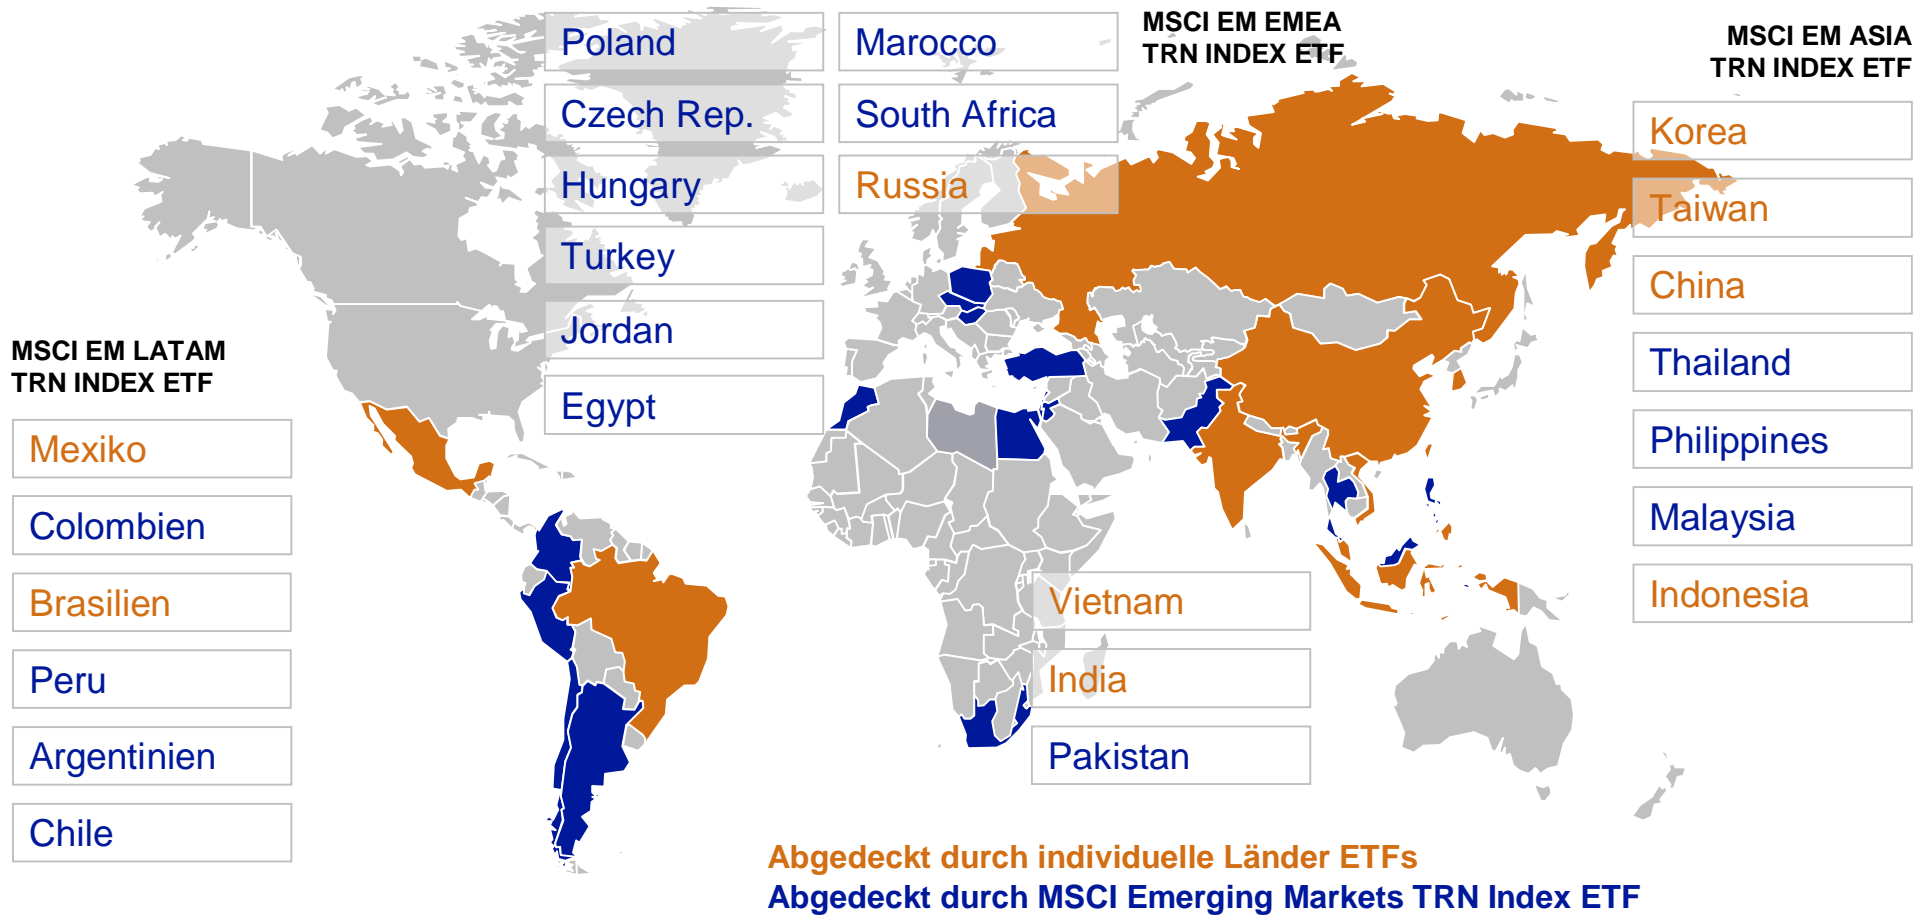 MSCI EM LATAM
TRN INDEX ETF
Mexiko
Colombien
Brasilien
Peru
Argentinien
Chile
Poland
Czech Rep.
Hungary
Turkey
Jordan
Egypt
Marocco
South Africa
Russia
MSCI EM EMEA
TRN INDEX ETF
MSCI EM ASIA
TRN INDEX ETF
Korea
Taiwan
China
Thailand
Philippines
Malaysia
Indonesia
Vietnam
India
Pakistan
Abgedeckt durch individuelle Länder ETFs
Abgedeckt durch MSCI Emerging Markets TRN Index ETF